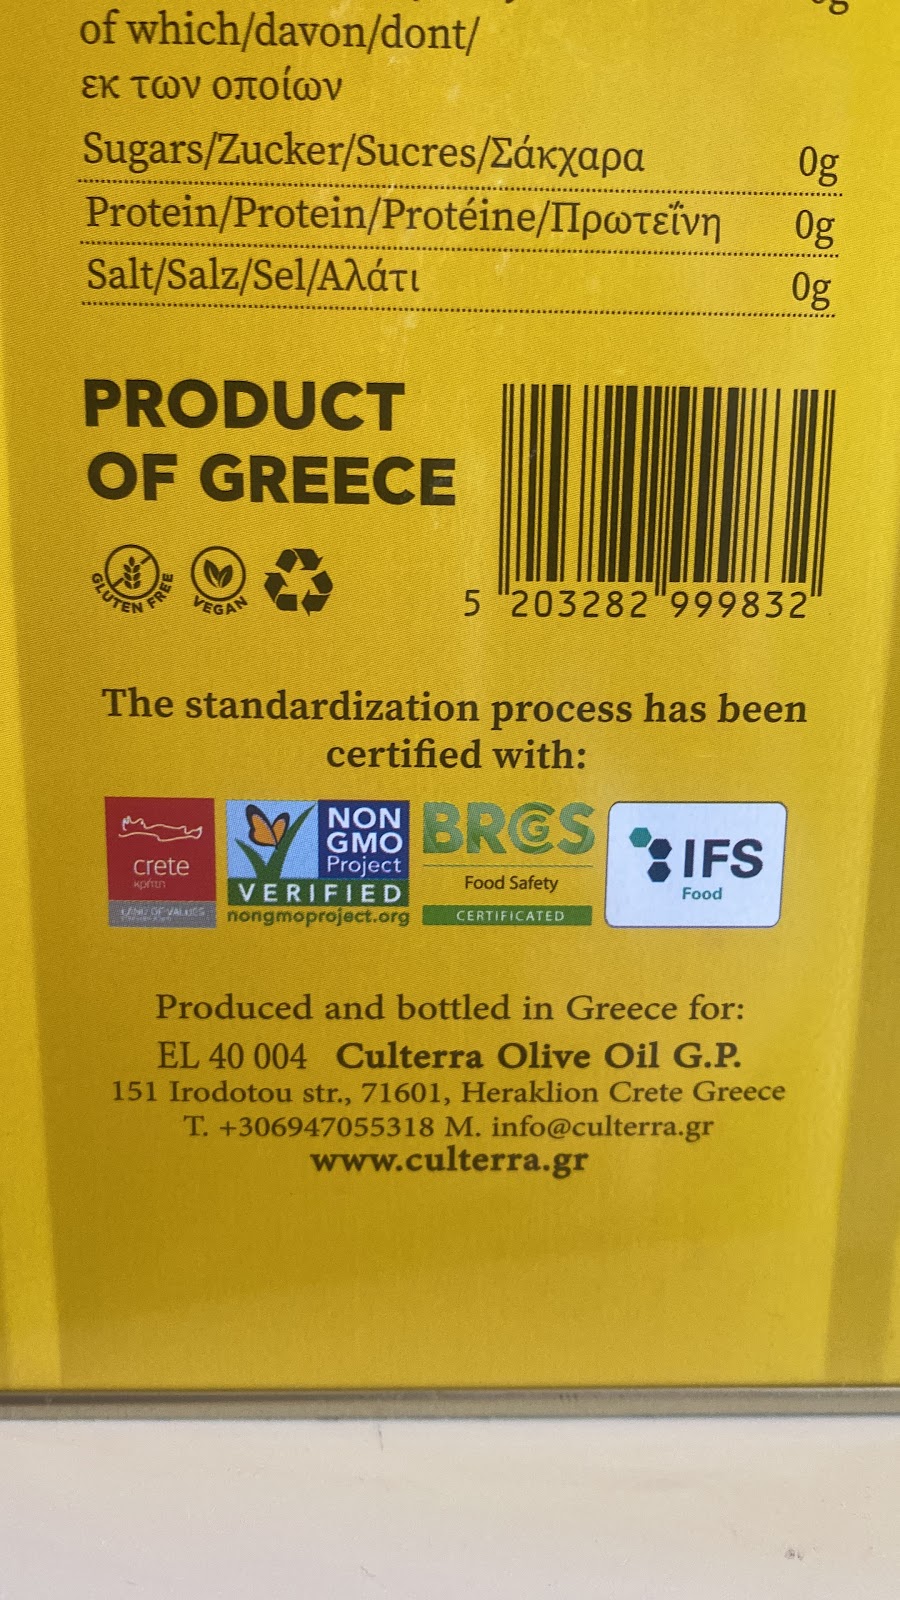 of which/davon/dont/
εκ των οποίων
Sugars/Zucker/Sucres/Σάκχαρα 0g
Protein/Protein/Protéine/Πρωτεΐνη 0g
Salt/Salz/Sel/Αλάτι 0g
PRODUCT
OF GREECE
GLUTEN FREE
VEGAN
5 203282 999832
The standardization process has been
certified with:
crete
κρήτη
LAND OF VALUES
NON
GMO
Project
VERIFIED
nongmoproject.org
BRCGS
Food Safety
CERTIFICATED
IFS
Food
Produced and bottled in Greece for:
EL 40 004 Culterra Olive Oil G.P.
151 Irodotou str., 71601, Heraklion Crete Greece
T. +306947055318 M. info@culterra.gr
www.culterra.gr